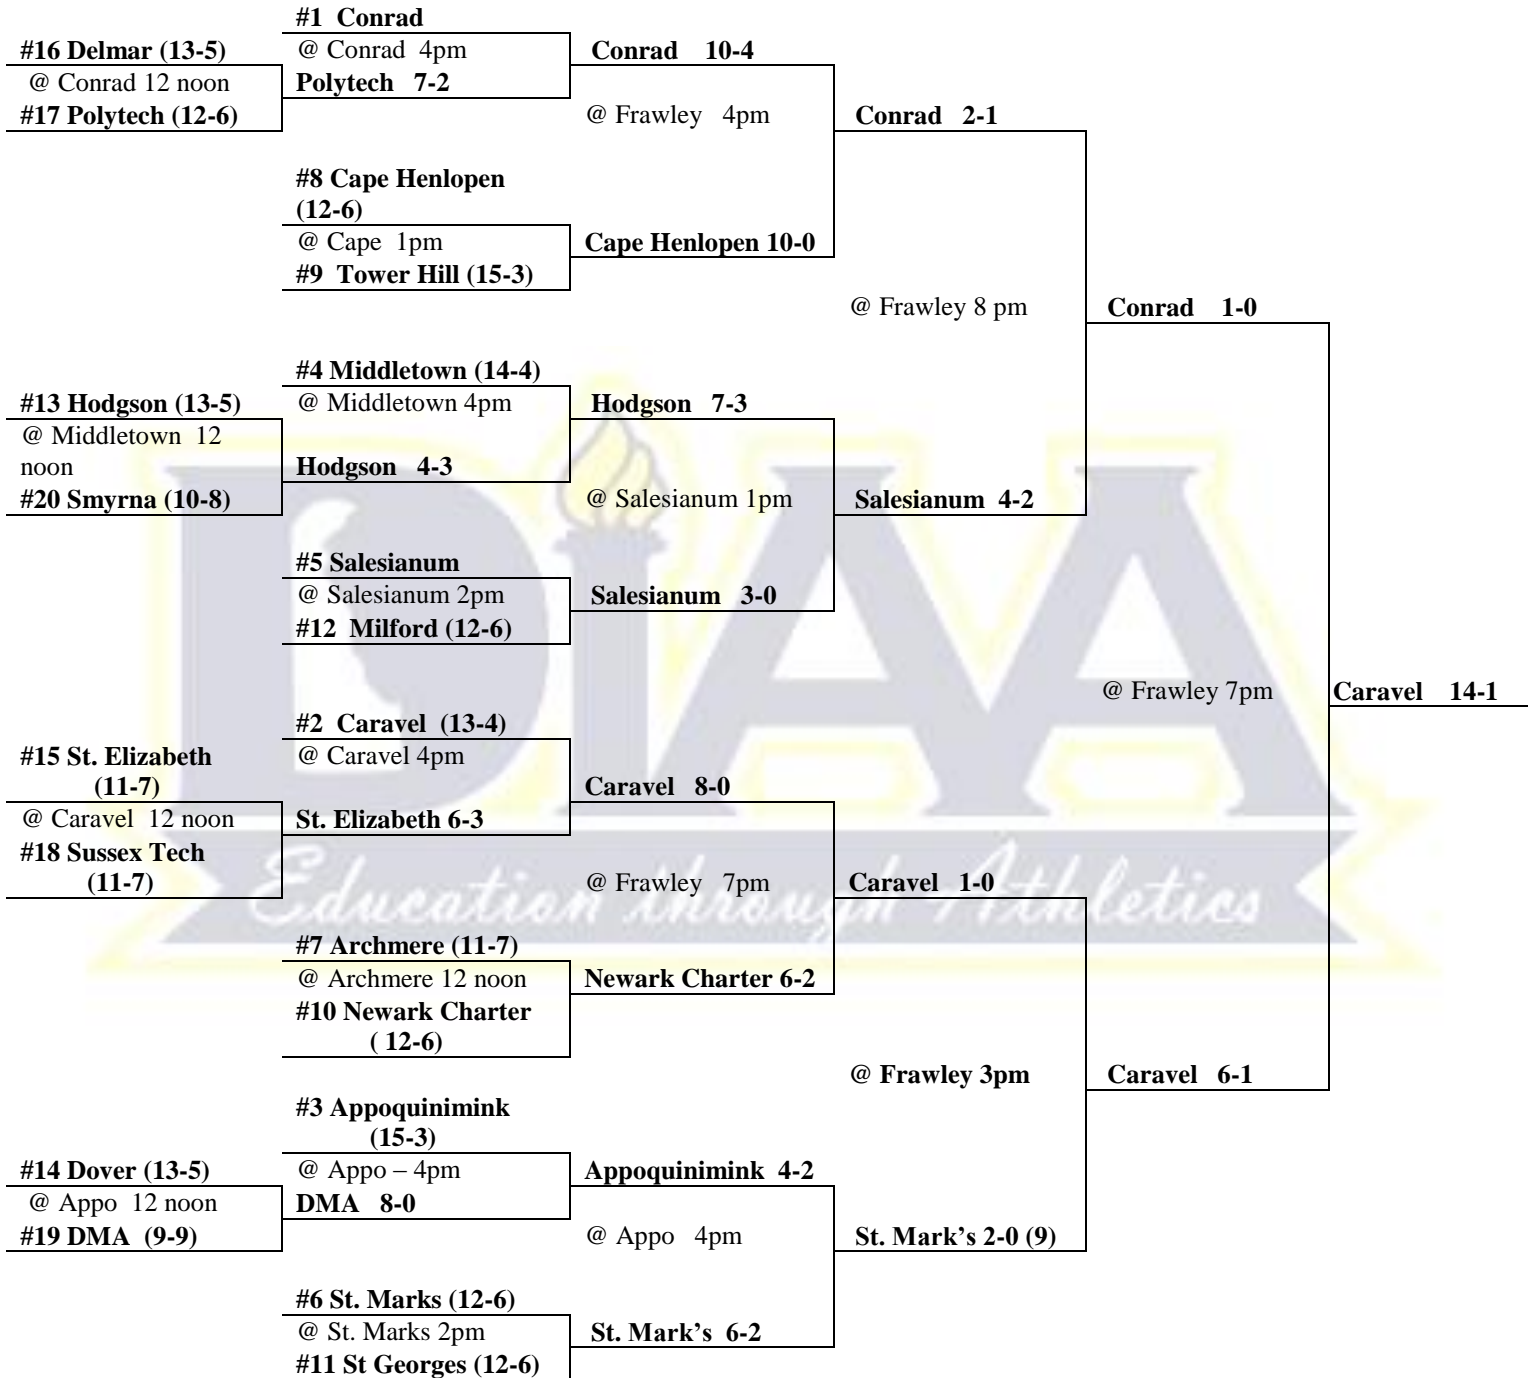 #1 Conrad
#16 Delmar (13-5)
@ Conrad 4pm
Conrad 10-4
@ Conrad 12 noon
Polytech 7-2
#17 Polytech (12-6)
@ Frawley 4pm
Conrad 2-1
#8 Cape Henlopen
(12-6)
@ Cape 1pm
Cape Henlopen 10-0
#9 Tower Hill (15-3)
@ Frawley 8 pm
Conrad 1-0
#4 Middletown (14-4)
#13 Hodgson (13-5)
@ Middletown 4pm
Hodgson 7-3
@ Middletown 12
noon
Hodgson 4-3
#20 Smyrna (10-8)
@ Salesianum 1pm
Salesianum 4-2
#5 Salesianum
@ Salesianum 2pm
Salesianum 3-0
#12 Milford (12-6)
@ Frawley 7pm
Caravel 14-1
#2 Caravel (13-4)
#15 St. Elizabeth
(11-7)
@ Caravel 4pm
Caravel 8-0
@ Caravel 12 noon
St. Elizabeth 6-3
#18 Sussex Tech
(11-7)
@ Frawley 7pm
Caravel 1-0
#7 Archmere (11-7)
@ Archmere 12 noon
Newark Charter 6-2
#10 Newark Charter
( 12-6)
@ Frawley 3pm
Caravel 6-1
#3 Appoquinimink
(15-3)
#14 Dover (13-5)
@ Appo – 4pm
Appoquinimink 4-2
@ Appo 12 noon
DMA 8-0
#19 DMA (9-9)
@ Appo 4pm
St. Mark’s 2-0 (9)
#6 St. Marks (12-6)
@ St. Marks 2pm
St. Mark’s 6-2
#11 St Georges (12-6)
DIAA
Education through Athletics